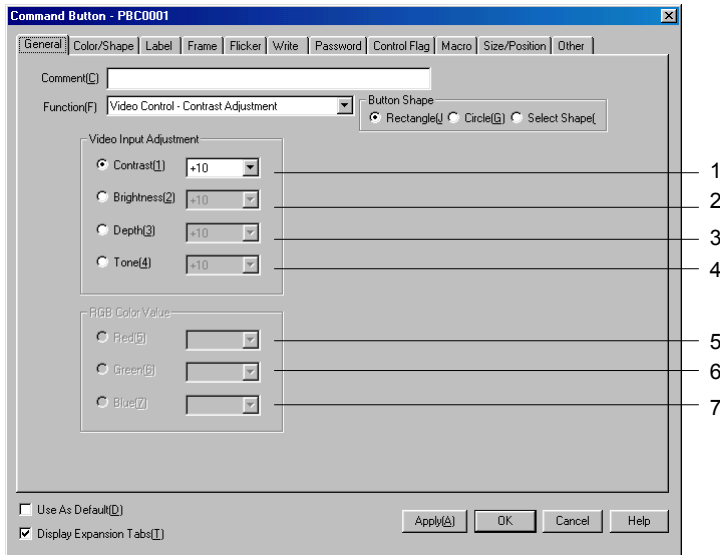 Command Button - PBC0001
General Color/Shape Label Frame Flicker Write Password Control Flag Macro Size/Position Other
Comment(C)
Function(F) Video Control - Contrast Adjustment
Button Shape
Rectangle(J Circle(G) Select Shape(
Video Input Adjustment
Contrast(1) +10 1
Brightness(2) +10 2
Depth(3) +10 3
Tone(4) +10 4
RGB Color Value
Red(5) 5
Green(6) 6
Blue(7) 7
Use As Default(D)
Display Expansion Tabs(T)
Apply(A) OK Cancel Help